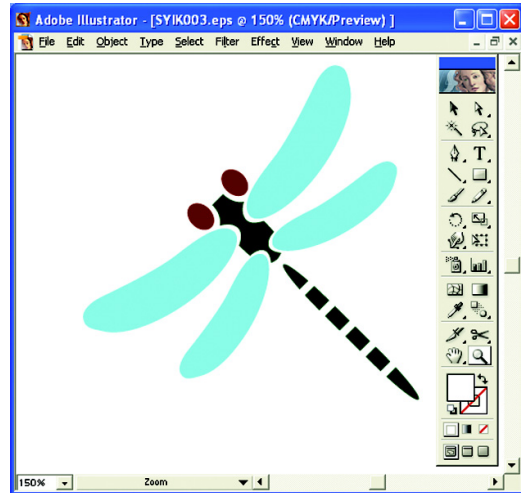 Adobe Illustrator - [SYIK003.eps @ 150% (CMYK/Preview) ]
File Edit Object Type Select Filter Effect View Window Help
T
150% Zoom